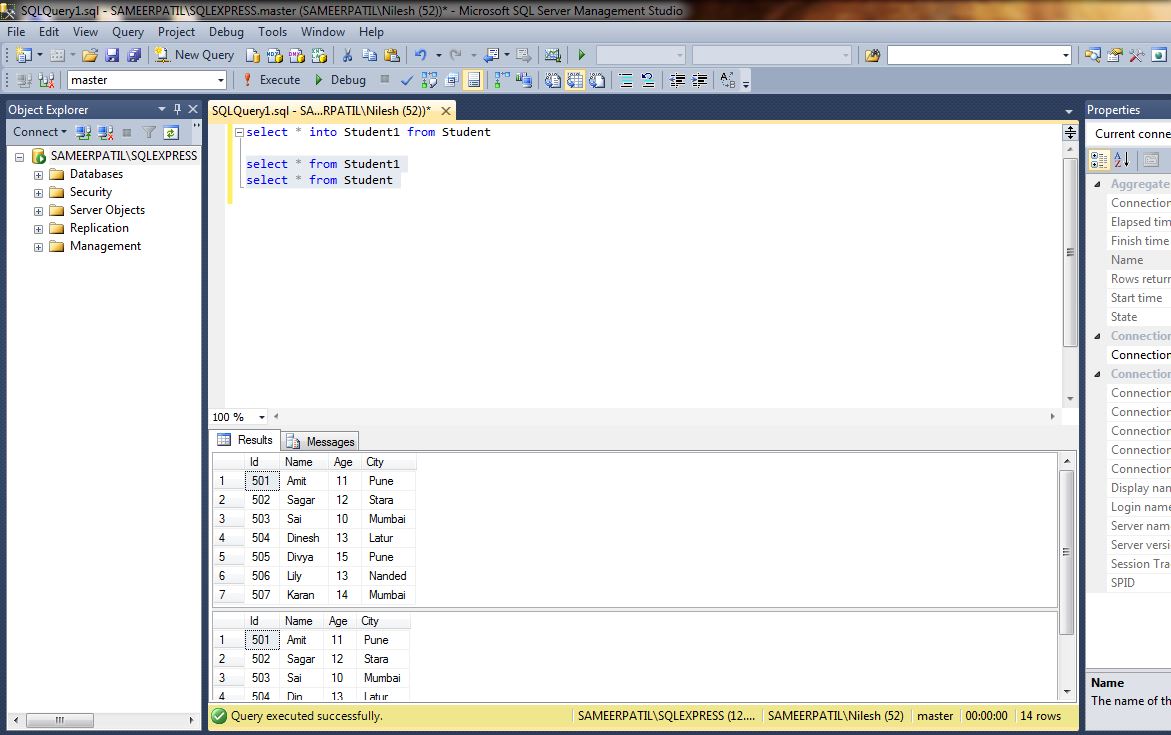 SQLQuery1.sql - SAMEERPATIL\SQLEXPRESS.master (SAMEERPATIL\Nilesh (52))* - Microsoft SQL Server Management Studio
File Edit View Query Project Debug Tools Window Help
New Query
master Execute Debug
Object Explorer
Connect
SAMEERPATIL\SQLEXPRESS
Databases
Security
Server Objects
Replication
Management
SQLQuery1.sql - SA...RPATIL\Nilesh (52))*
select * into Student1 from Student
select * from Student1
select * from Student
100 %
Results Messages
Id Name Age City
1 501 Amit 11 Pune
2 502 Sagar 12 Stara
3 503 Sai 10 Mumbai
4 504 Dinesh 13 Latur
5 505 Divya 15 Pune
6 506 Lily 13 Nanded
7 507 Karan 14 Mumbai
Id Name Age City
1 501 Amit 11 Pune
2 502 Sagar 12 Stara
3 503 Sai 10 Mumbai
4 504 Din 13 Latur
Query executed successfully. SAMEERPATIL\SQLEXPRESS (12.... SAMEERPATIL\Nilesh (52) master 00:00:00 14 rows
Properties
Current conne
Aggregate
Connection
Elapsed tim
Finish time
Name
Rows return
Start time
State
Connection
Connection
Connection
Connection
Connection
Connection
Connection
Connection
Display nam
Login name
Server nam
Server versi
Session Tra
SPID
Name
The name of th